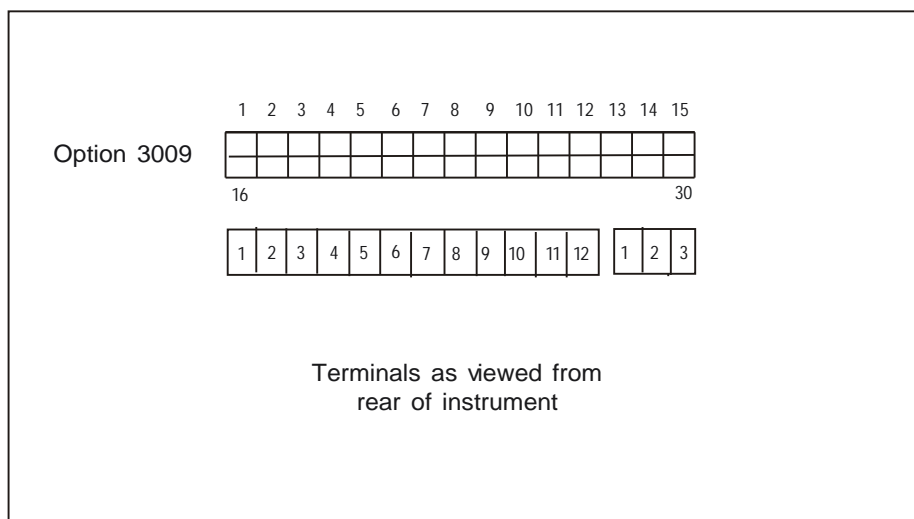 1 2 3 4 5 6 7 8 9 10 11 12 13 14 15
Option 3009
16 30
1 2 3 4 5 6 7 8 9 10 11 12 1 2 3
Terminals as viewed from
rear of instrument